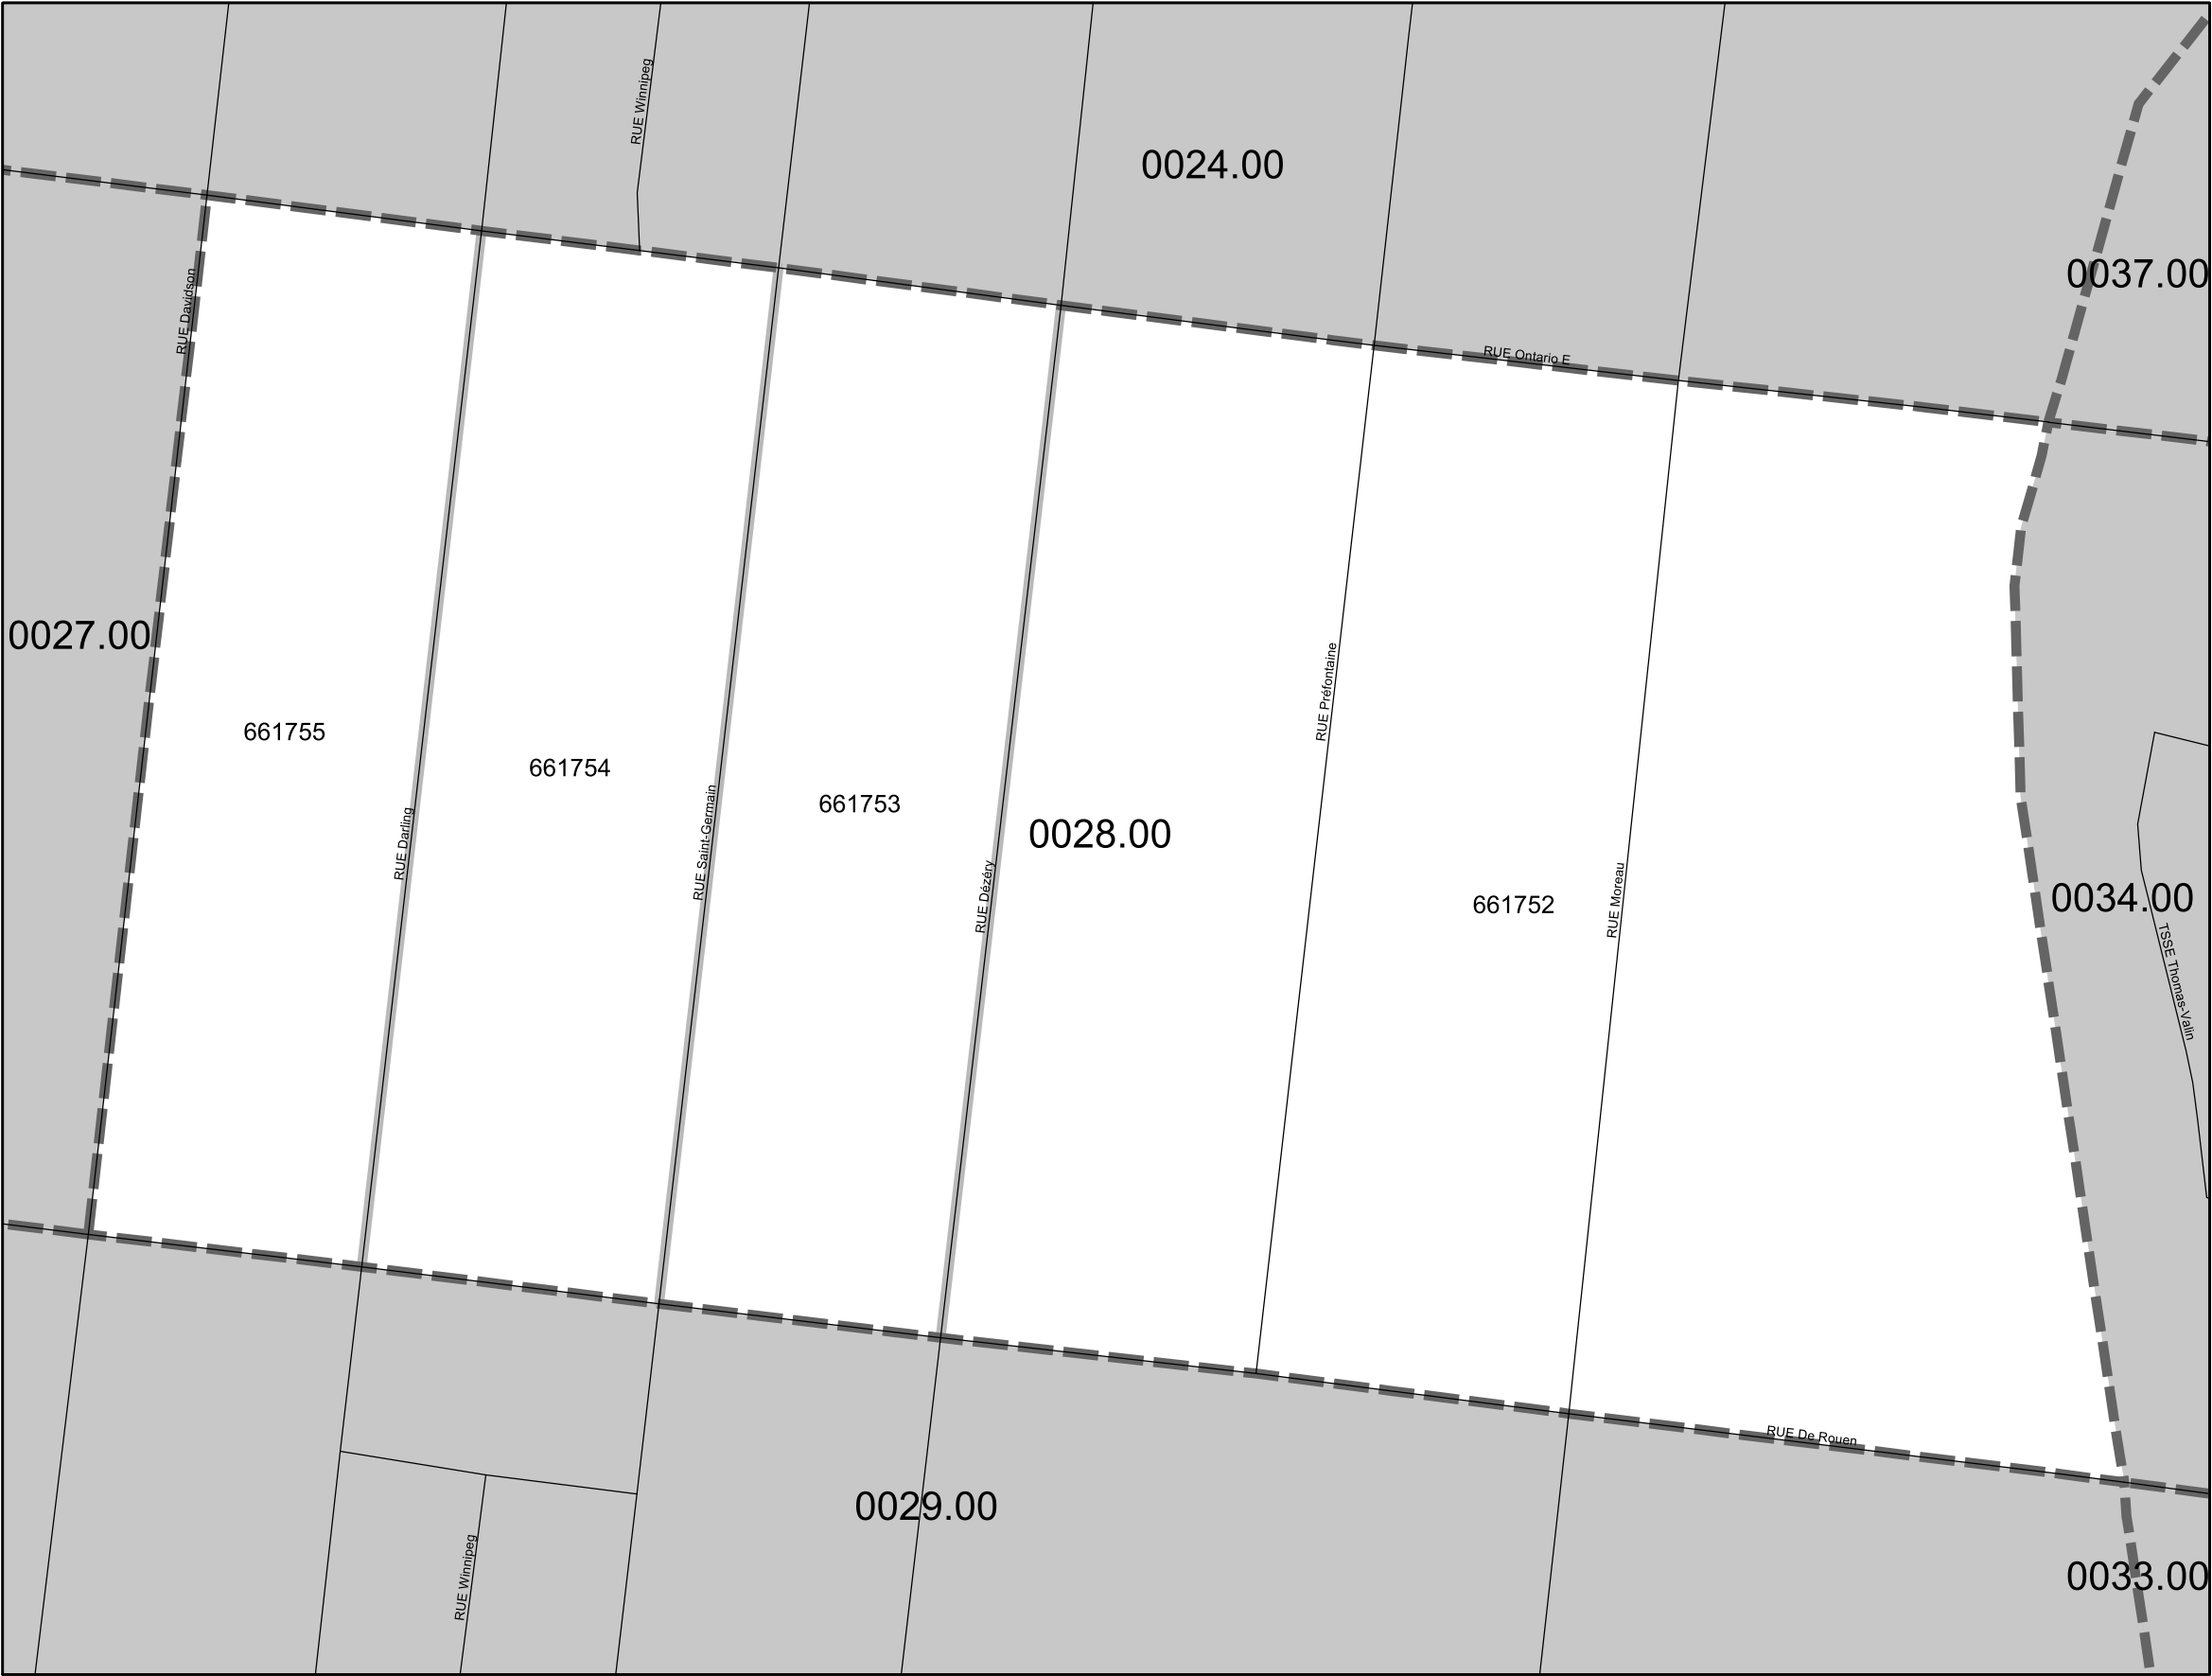 RUE Winnipeg
0024.00
0037.00
RUE Davidson
RUE Ontario E
0027.00
661755
661754
661753
0028.00
661752
RUE Préfontaine
RUE Darling
RUE Saint-Germain
RUE Dézéry
RUE Moreau
0034.00
TSSE Thomas-Valin
RUE De Rouen
0029.00
RUE Winnipeg
0033.00